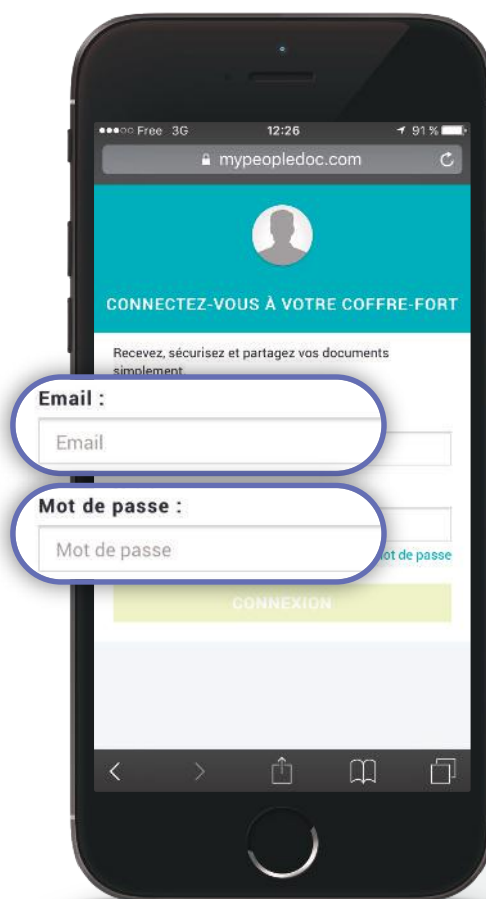 Free 3G 12:26 91 %
mypeopledoc.com
CONNECTEZ-VOUS À VOTRE COFFRE-FORT
Recevez, sécurisez et partagez vos documents
simplement.
Email :
Email
Mot de passe :
Mot de passe
mot de passe
CONNEXION